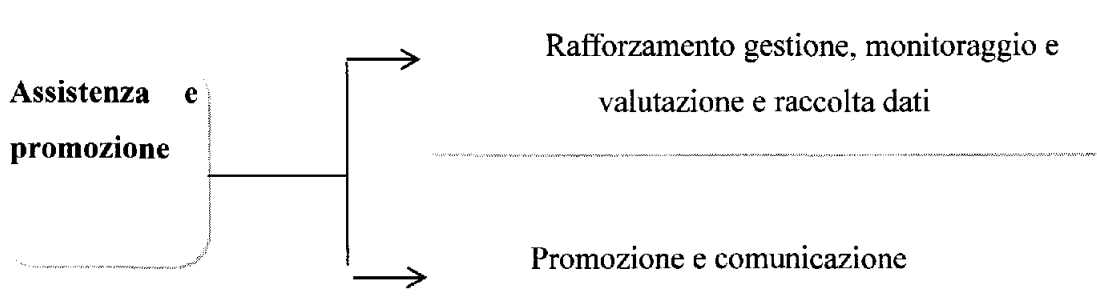 Assistenza e
promozione
Rafforzamento gestione, monitoraggio e
valutazione e raccolta dati
Promozione e comunicazione